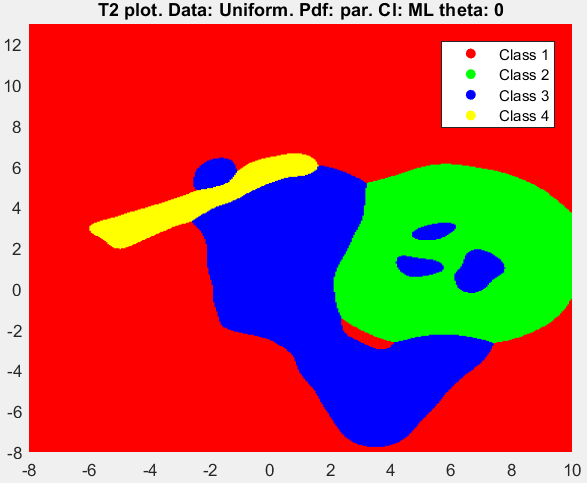 T2 plot. Data: Uniform. Pdf: par. Cl: ML theta: 0
12
10
8
6
4
2
0
-2
-4
-6
-8
Class 1
Class 2
Class 3
Class 4
-8 -6 -4 -2 0 2 4 6 8 10